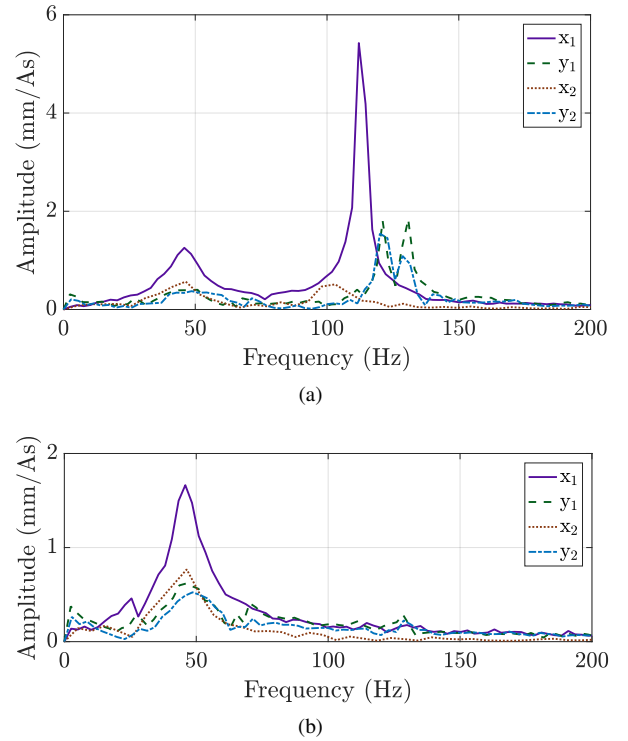 6
4
2
0
Amplitude (mm/As)
x₁
y₁
x₂
y₂
0 50 100 150 200
Frequency (Hz)
(a)
2
1
0
Amplitude (mm/As)
x₁
y₁
x₂
y₂
0 50 100 150 200
Frequency (Hz)
(b)